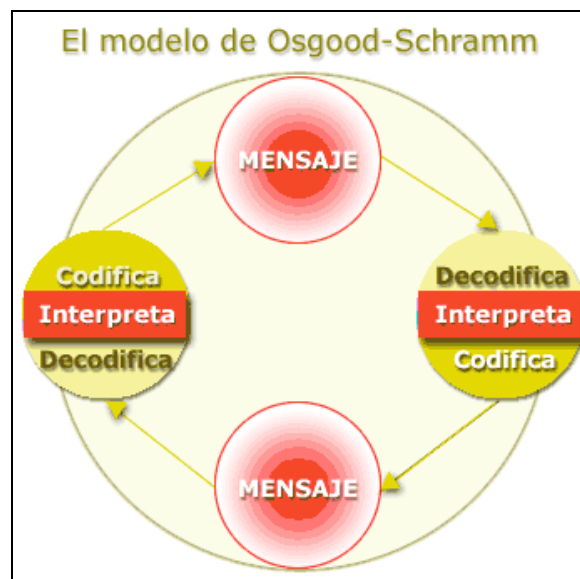 El modelo de Osgood-Schramm
MENSAJE
Codifica
Interpreta
Decodifica
Decodifica
Interpreta
Codifica
MENSAJE